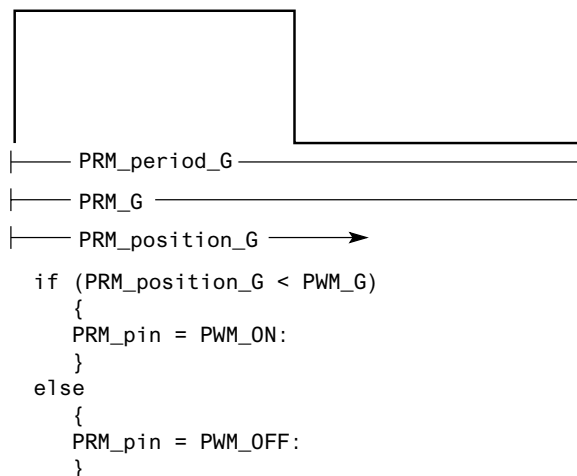 PRM_period_G
PRM_G
PRM_position_G
if (PRM_position_G < PWM_G)
{
PRM_pin = PWM_ON:
}
else
{
PRM_pin = PWM_OFF:
}